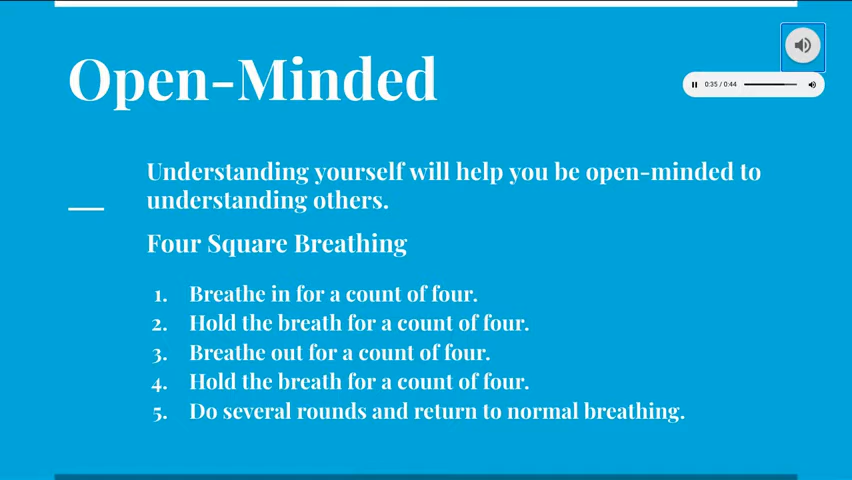 Open-Minded
0:35 / 0:44
Understanding yourself will help you be open-minded to
understanding others.
Four Square Breathing
1. Breathe in for a count of four.
2. Hold the breath for a count of four.
3. Breathe out for a count of four.
4. Hold the breath for a count of four.
5. Do several rounds and return to normal breathing.